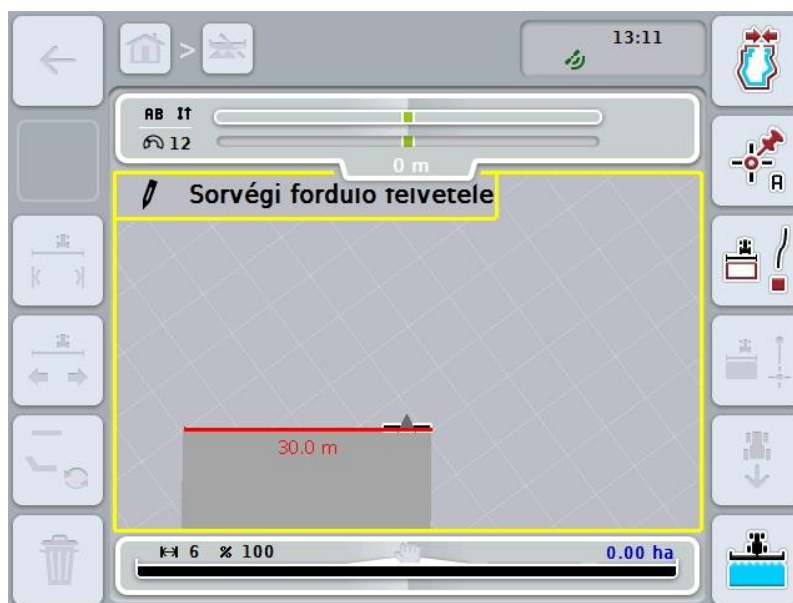 >
13:11
AB
12
0 m
A
Sorvégi forduló felvétele
30.0 m
6 % 100
0.00 ha